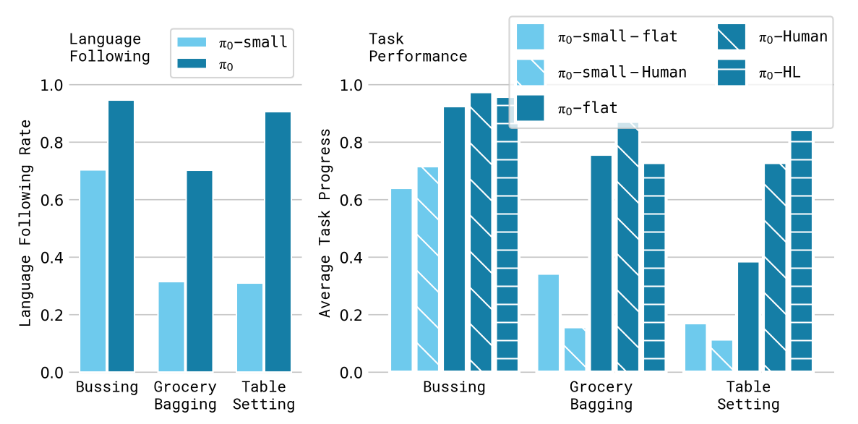 Language
Following
π₀-small
π₀
Language Following Rate
1.0
0.8
0.6
0.4
0.2
0.0
Bussing
Grocery
Bagging
Table
Setting
Task
Performance
π₀-small-flat
π₀-small-Human
π₀-flat
π₀-Human
π₀-HL
Average Task Progress
1.0
0.8
0.6
0.4
0.2
0.0
Bussing
Grocery
Bagging
Table
Setting